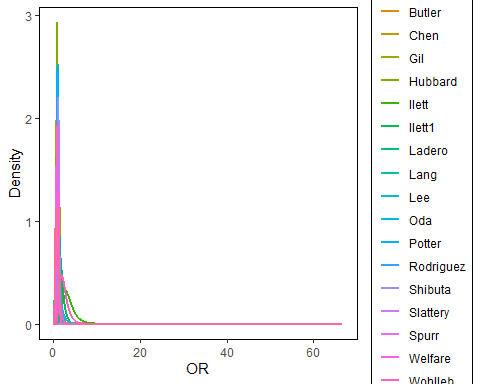 3
2
1
0
Density
0
20
40
60
OR
Butler
Chen
Gil
Hubbard
Ilett
Ilett1
Ladero
Lang
Lee
Oda
Potter
Rodriguez
Shibuta
Slattery
Spurr
Welfare
Wohlleb